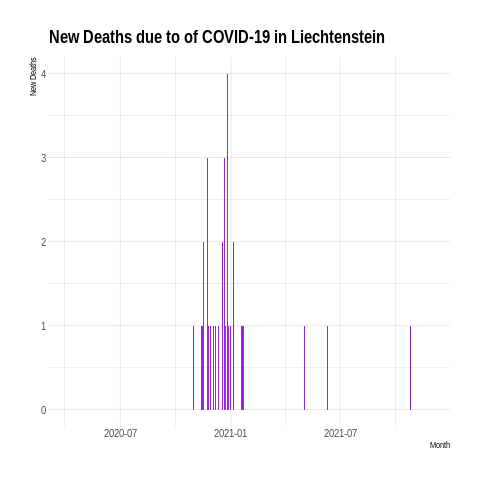 New Deaths due to of COVID-19 in Liechtenstein
New Deaths
4
3
2
1
0
2020-07
2021-01
2021-07
Month